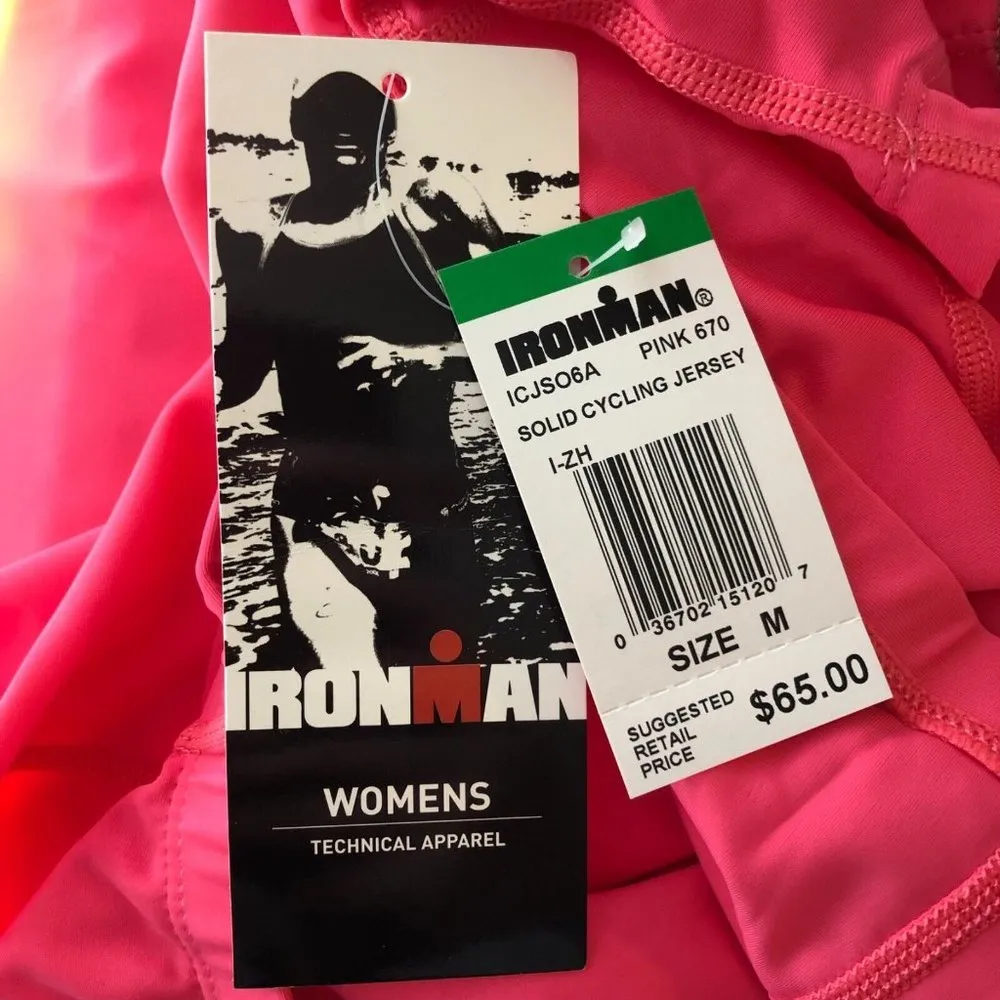 IRONMAN
WOMENS
TECHNICAL APPAREL
IRONMAN®
ICJSO6A PINK 670
SOLID CYCLING JERSEY
I-ZH
0 36702 15120 7
SIZE M
SUGGESTED
RETAIL
PRICE
$65.00